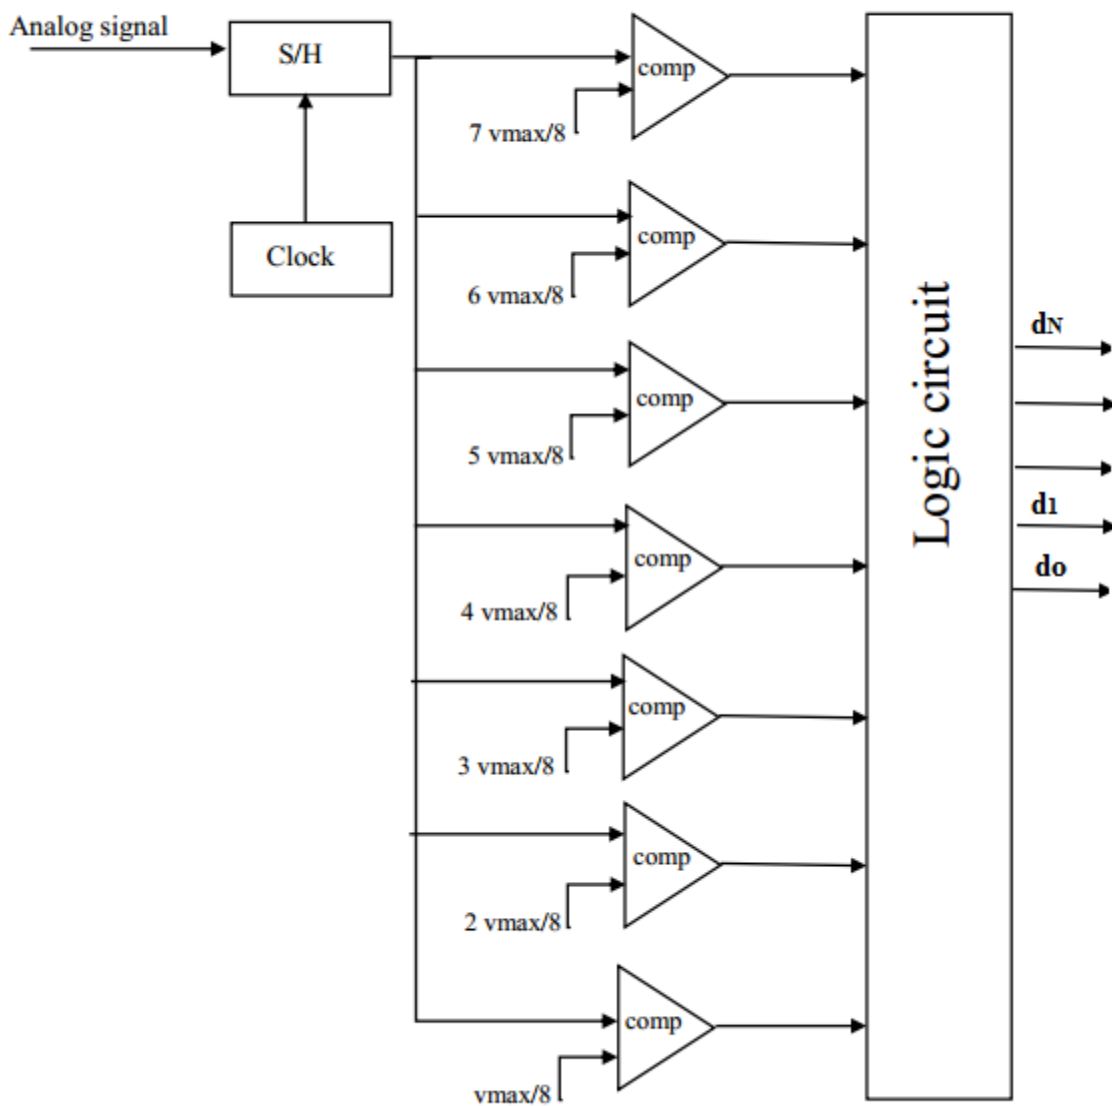 Analog signal
S/H
Clock
comp
7 vmax/8
comp
6 vmax/8
comp
5 vmax/8
comp
4 vmax/8
comp
3 vmax/8
comp
2 vmax/8
comp
vmax/8
Logic circuit
dN
d1
do